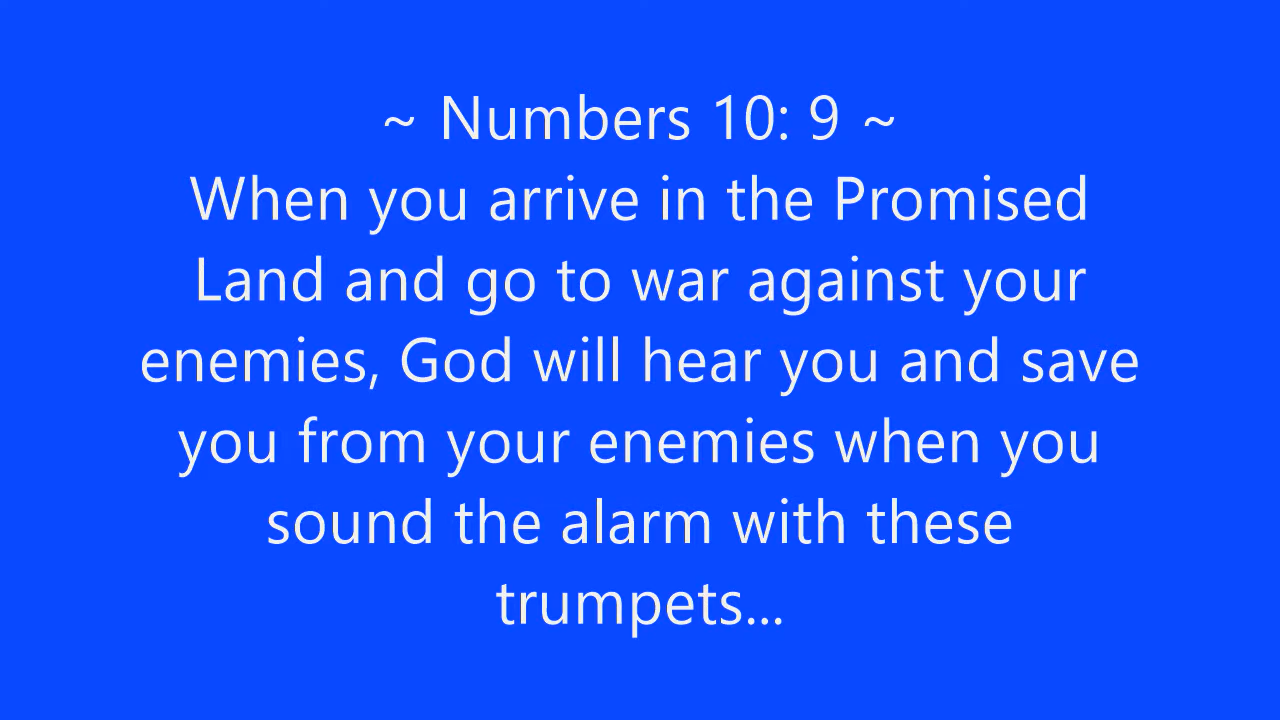 ~ Numbers 10: 9 ~
When you arrive in the Promised
Land and go to war against your
enemies, God will hear you and save
you from your enemies when you
sound the alarm with these
trumpets...